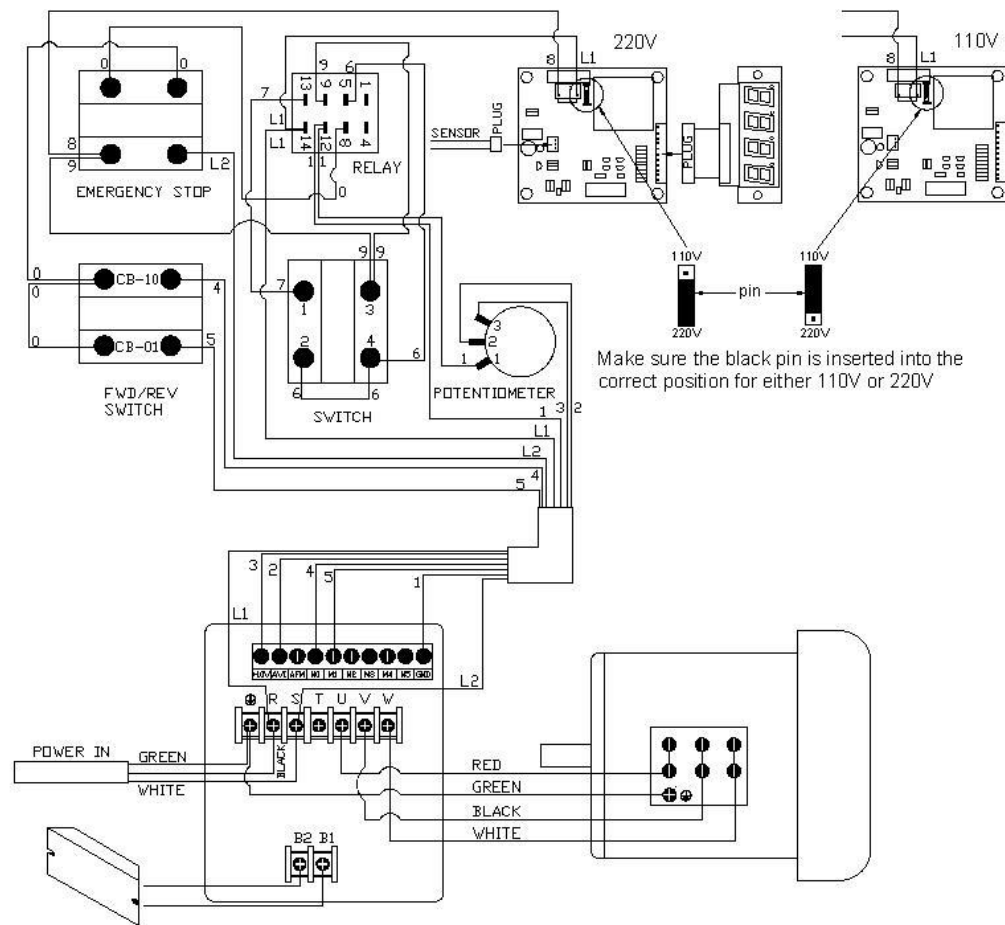 220V
110V
8
L1
8
L1
0
0
8
9
L2
EMERGENCY STOP
9
6
7
13
9
5
1
L1
L1
14
12
8
4
1
1
0
RELAY
SENSOR
PLUG
PLUG
110V
220V
pin
110V
220V
Make sure the black pin is inserted into the
correct position for either 110V or 220V
0
0
0
CB-10
CB-01
4
5
FWD/REV
SWITCH
7
9
9
1
3
2
4
6
6
6
SWITCH
3
2
1
1
POTENTIOMETER
1
3
2
L1
L2
4
5
3
2
4
5
1
L1
L2
+10V
AVI
AFM
M0
M1
M2
M3
M4
M5
GND
R
S
T
U
V
W
POWER IN
GREEN
BLACK
WHITE
RED
GREEN
BLACK
WHITE
B2
B1